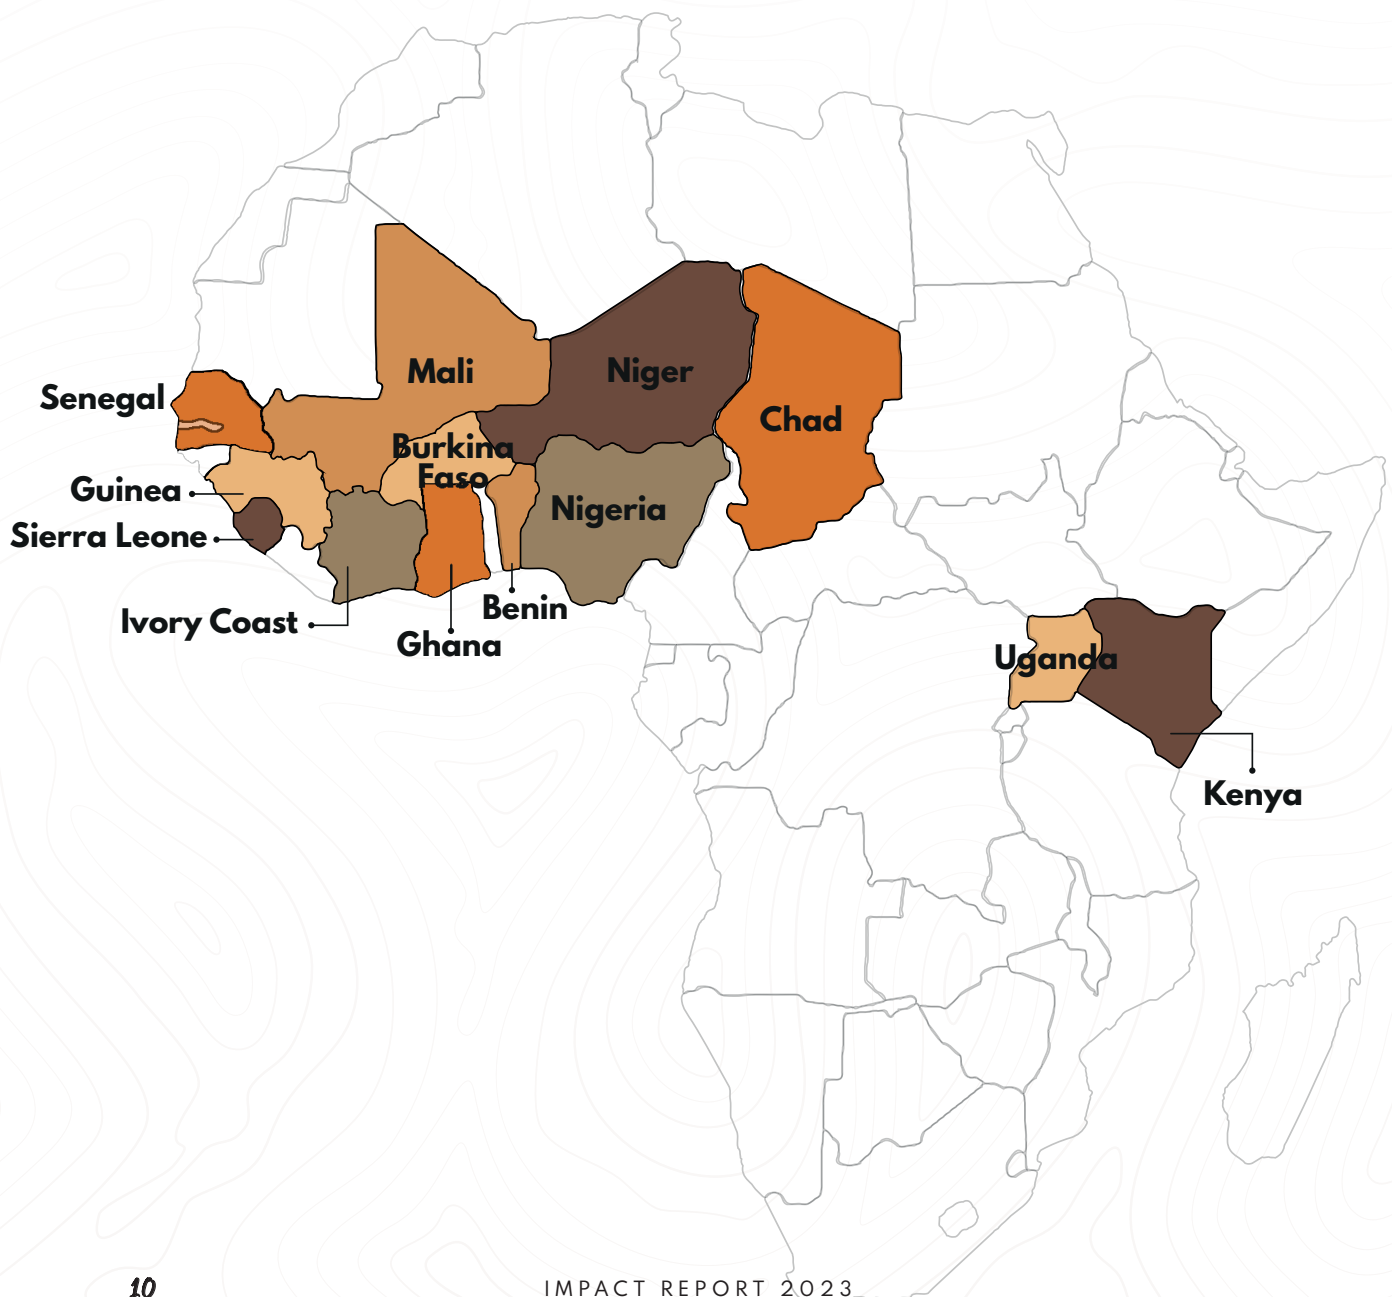 Mali
Niger
Senegal
Chad
Burkina
Faso
Guinea
Nigeria
Sierra Leone
Benin
Ivory Coast
Ghana
Uganda
Kenya
10
IMPACT REPORT 2023